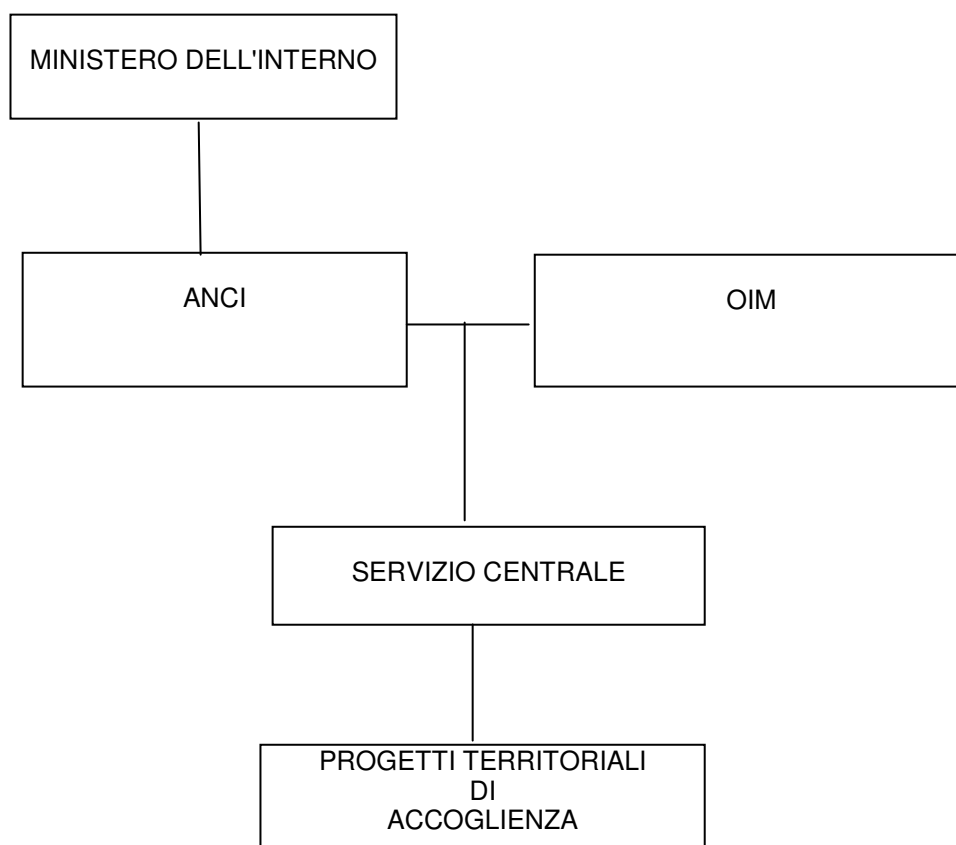 MINISTERO DELL'INTERNO
ANCI
OIM
SERVIZIO CENTRALE
PROGETTI TERRITORIALI
DI
ACCOGLIENZA